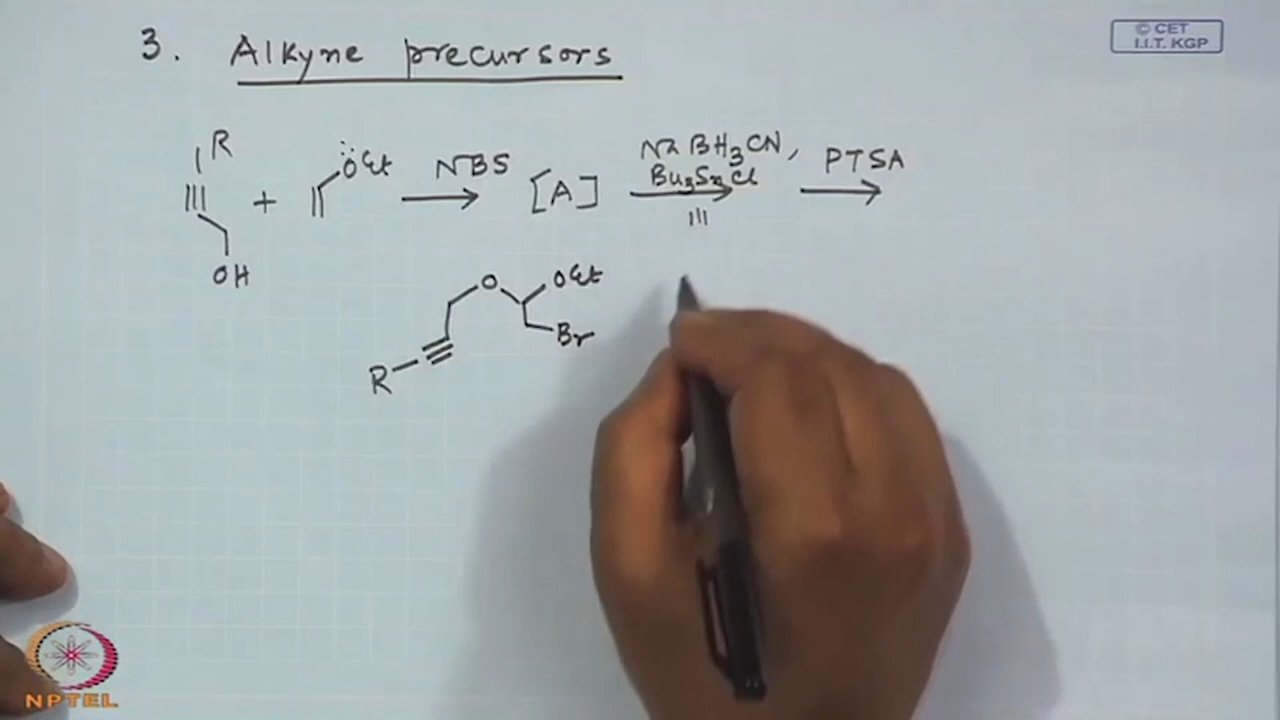 © CET
I.I.T. KGP
3. Alkyne precursors
R
OH
+
OEt
NBS
[A]
NaBH3CN,
Bu3SnCl
PTSA
R
O
OEt
Br
NPTEL